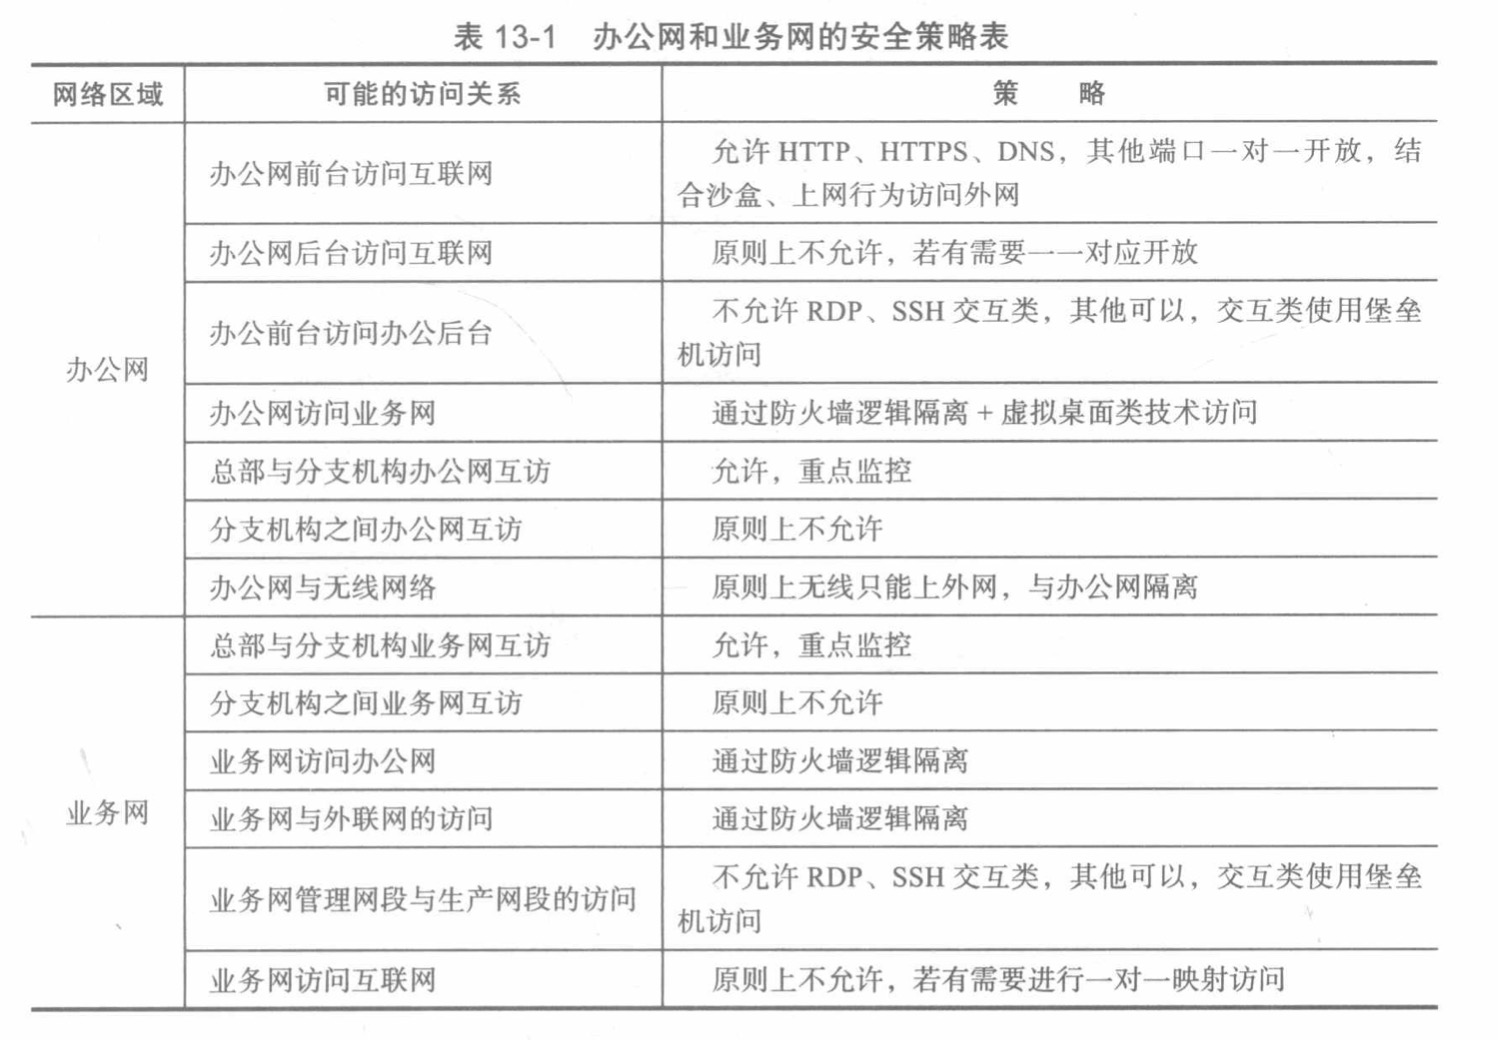 表 13-1 办公网和业务网的安全策略表
网络区域 可能的访问关系 策 略
办公网前台访问互联网 允许 HTTP、HTTPS、DNS，其他端口一对一开放，结
合沙盒、上网行为访问外网
办公网后台访问互联网 原则上不允许，若有需要一一对应开放
办公前台访问办公后台 不允许 RDP、SSH 交互类，其他可以，交互类使用堡垒
机访问
办公网
办公网访问业务网 通过防火墙逻辑隔离 + 虚拟桌面类技术访问
总部与分支机构办公网互访 允许，重点监控
分支机构之间办公网互访 原则上不允许
办公网与无线网络 原则上无线只能上外网，与办公网隔离
总部与分支机构业务网互访 允许，重点监控
分支机构之间业务网互访 原则上不允许
业务网访问办公网 通过防火墙逻辑隔离
业务网
业务网与外联网的访问 通过防火墙逻辑隔离
业务网管理网段与生产网段的访问 不允许 RDP、SSH 交互类，其他可以，交互类使用堡垒
机访问
业务网访问互联网 原则上不允许，若有需要进行一对一映射访问